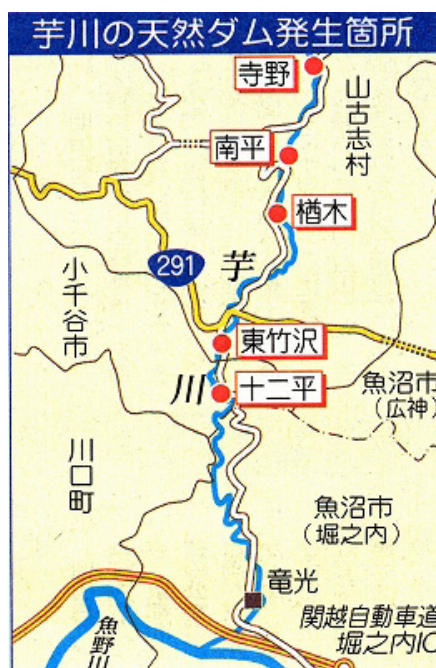 芋川の天然ダム発生箇所
寺野
山古志村
南平
楢木
291
芋
小千谷市
東竹沢
川
十二平
魚沼市
(広神)
川口町
魚沼市
(堀之内)
竜光
関越自動車道
堀之内IC
魚野川